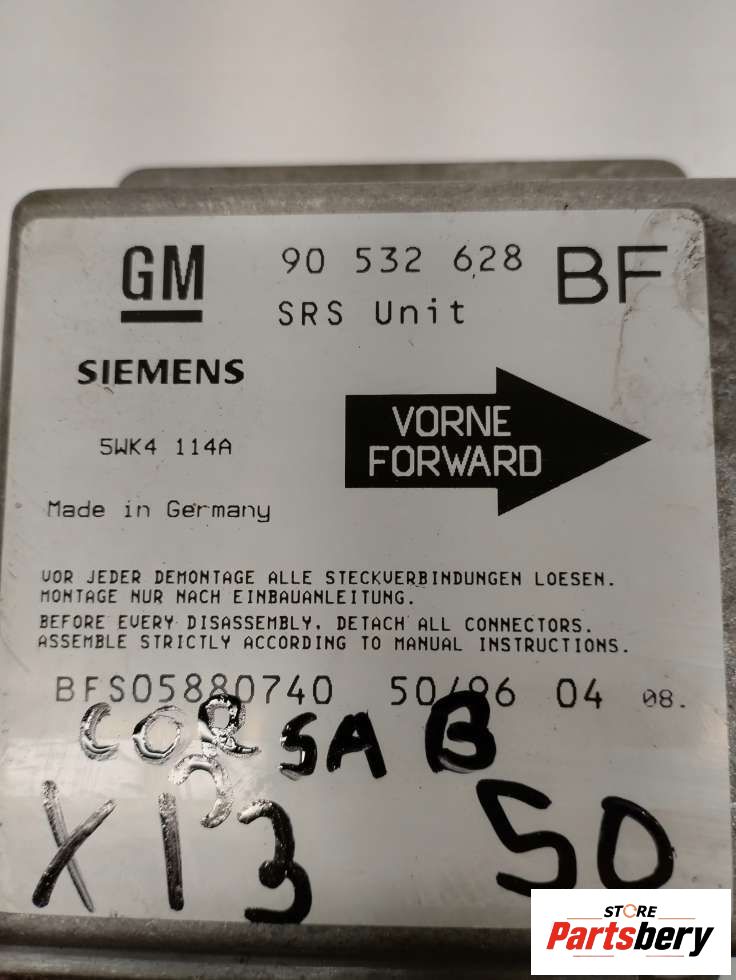 GM 90 532 628 BF
SRS Unit
SIEMENS
5WK4 114A
VORNE
FORWARD
Made in Germany
VOR JEDER DEMONTAGE ALLE STECKVERBINDUNGEN LOESEN.
MONTAGE NUR NACH EINBAUANLEITUNG.
BEFORE EVERY DISASSEMBLY, DETACH ALL CONNECTORS.
ASSEMBLE STRICTLY ACCORDING TO MANUAL INSTRUCTIONS.
BFS05880740 50/96 04 08.
CORSA B
X13 50
STORE
Partsbery